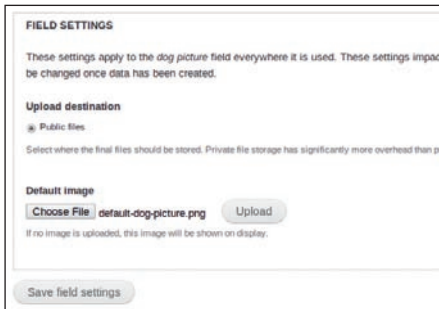 FIELD SETTINGS
These settings apply to the dog picture field everywhere it is used. These settings impac
be changed once data has been created.
Upload destination
Public files
Select where the final files should be stored. Private file storage has significantly more overhead than p
Default image
Choose File default-dog-picture.png Upload
If no image is uploaded, this image will be shown on display.
Save field settings